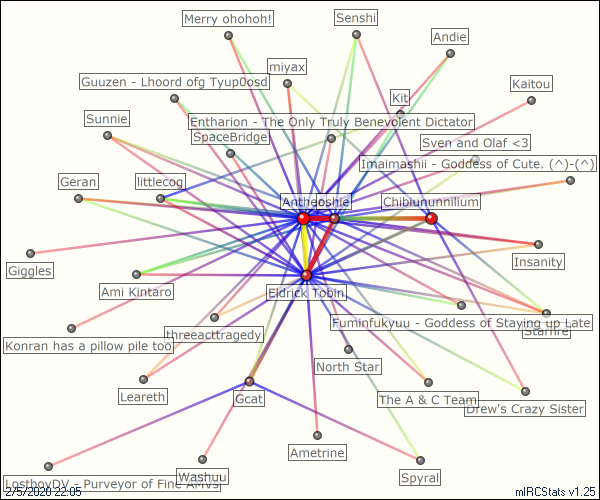 Merry ohohoh!
Senshi
Andie
miyax
Guuzen - Lhoord ofg Tyup0osd
Kaitou
Kit
Sunnie
Entharion - The Only Truly Benevolent Dictator
SpaceBridge
Sven and Olaf <3
Imaimashii - Goddess of Cute. (^)-(^)
Geran
littlecog
Chiblununnilium
Giggles
Insanity
Ami Kintaro
Eldrick Tobin
Fuminfukyuu - Goddess of Staying up Late
Starfire
threeacttragedy
Konran has a pillow pile too
North Star
Leareth
Gcat
The A & C Team
Drew's Crazy Sister
Ametrine
Washuu
Spyral
LostboyDV - Purveyor of Fine AMVs
2/5/2020 22:05
mIRCStats v1.25